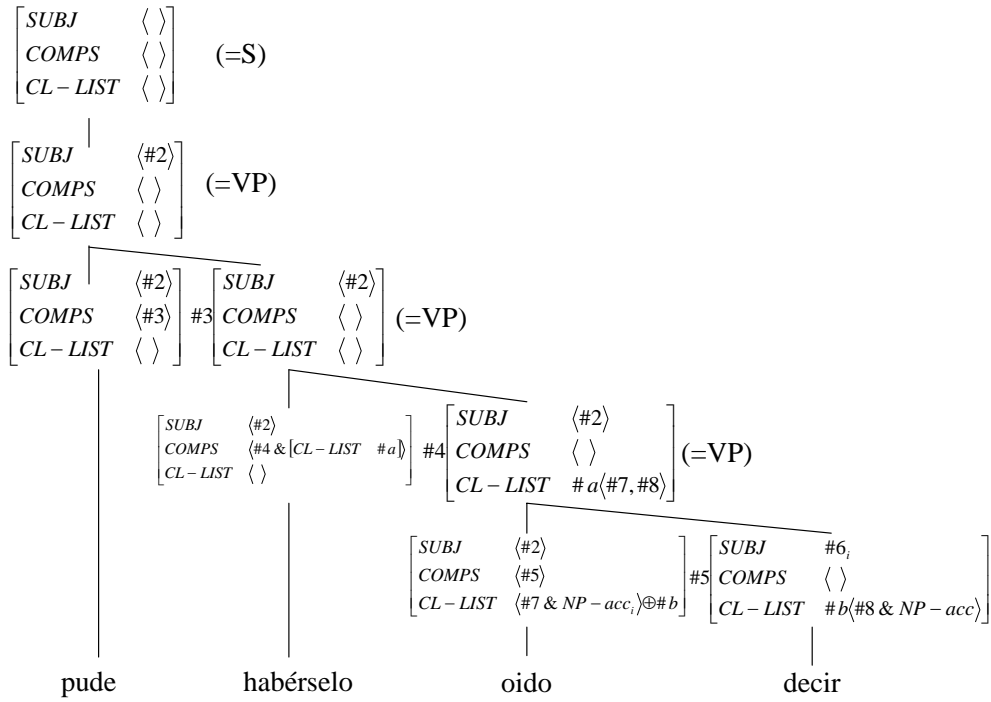 SUBJ ⟨ ⟩
COMPS ⟨ ⟩ (=S)
CL – LIST ⟨ ⟩
SUBJ ⟨#2⟩
COMPS ⟨ ⟩ (=VP)
CL – LIST ⟨ ⟩
SUBJ ⟨#2⟩ SUBJ ⟨#2⟩
COMPS ⟨#3⟩ #3 COMPS ⟨ ⟩ (=VP)
CL – LIST ⟨ ⟩ CL – LIST ⟨ ⟩
SUBJ ⟨#2⟩ SUBJ ⟨#2⟩
COMPS ⟨#4 & [CL – LIST #a]⟩ #4 COMPS ⟨ ⟩ (=VP)
CL – LIST ⟨ ⟩ CL – LIST #a⟨#7, #8⟩
SUBJ ⟨#2⟩ SUBJ #6i
COMPS ⟨#5⟩ #5 COMPS ⟨ ⟩
CL – LIST ⟨#7 & NP – acci⟩⊕#b CL – LIST #b⟨#8 & NP – acc⟩
pude habérselo oido decir